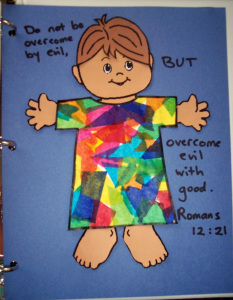 Do not be
overcome
by evil,
BUT
overcome
evil
with
good.
Romans
12:21